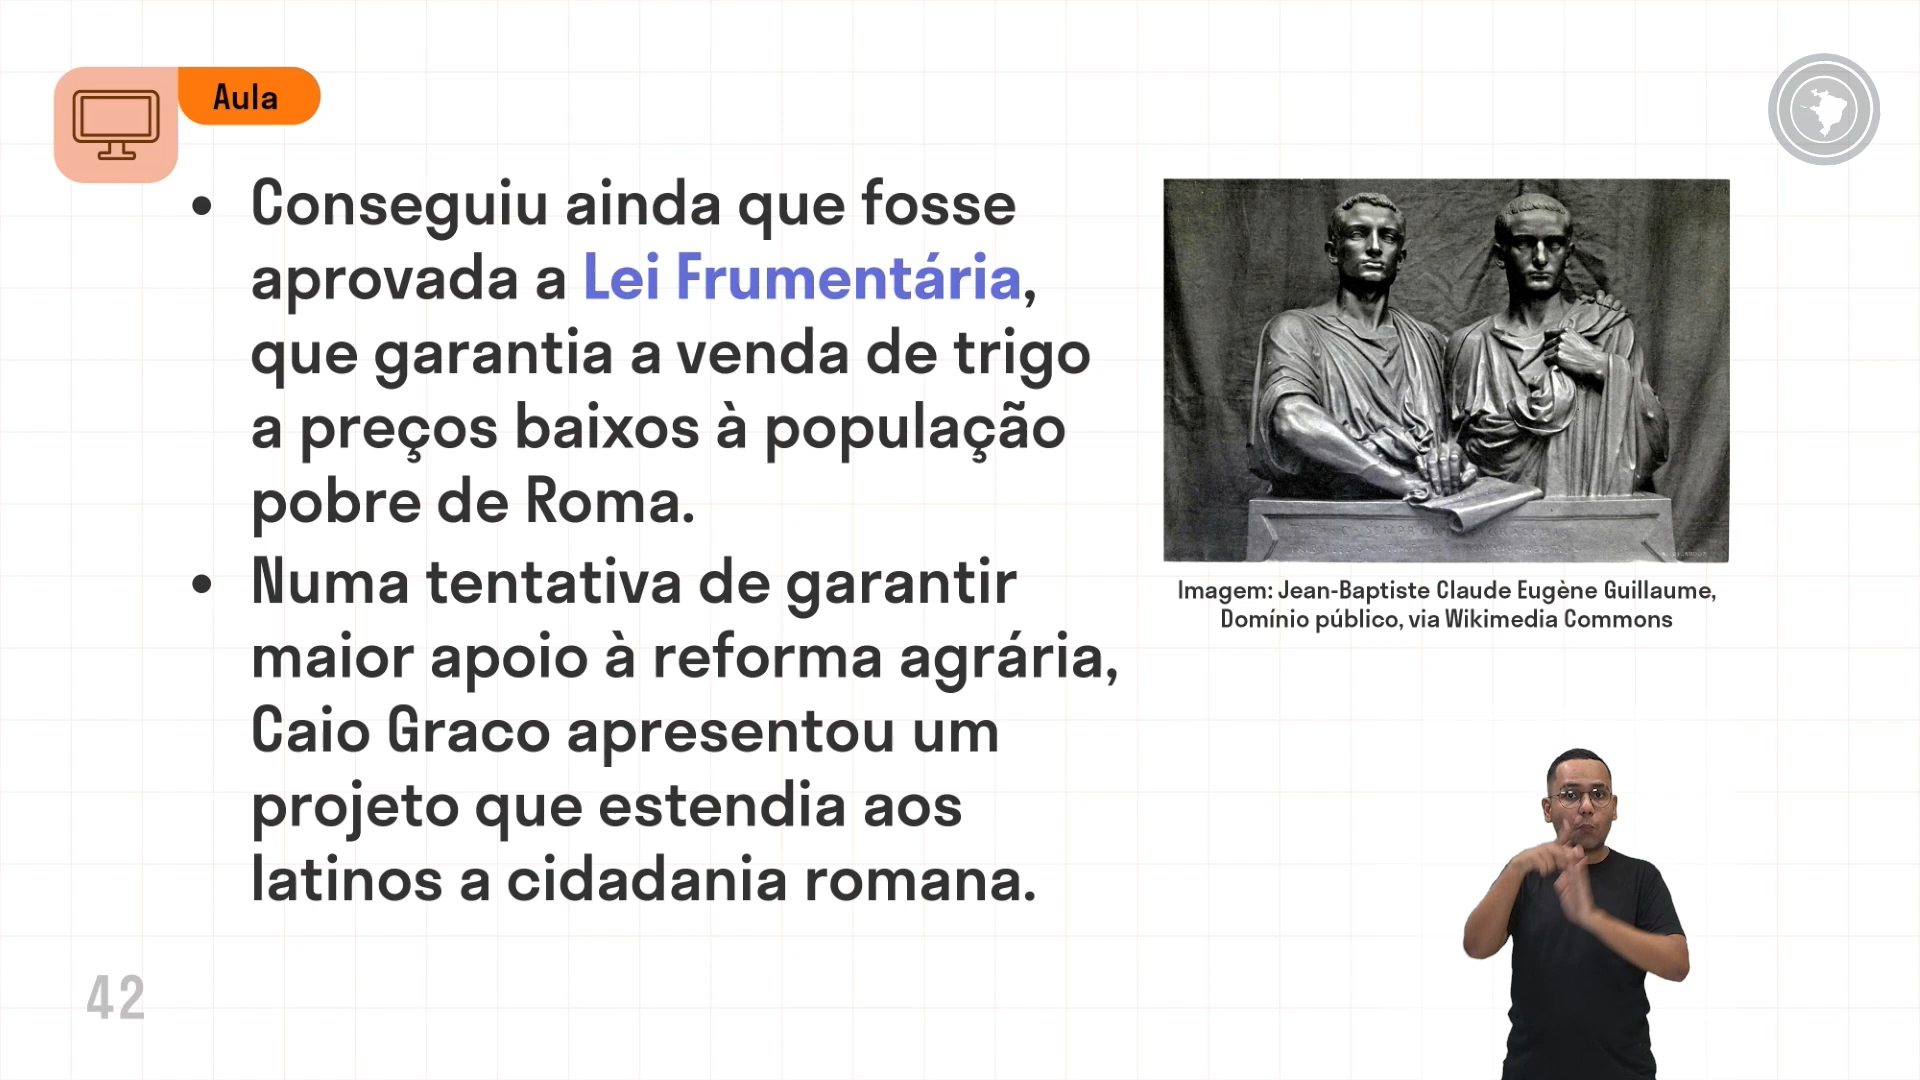 Aula
• Conseguiu ainda que fosse
aprovada a Lei Frumentária,
que garantia a venda de trigo
a preços baixos à população
pobre de Roma.
• Numa tentativa de garantir
maior apoio à reforma agrária,
Caio Graco apresentou um
projeto que estendia aos
latinos a cidadania romana.
Imagem: Jean-Baptiste Claude Eugène Guillaume,
Domínio público, via Wikimedia Commons
42